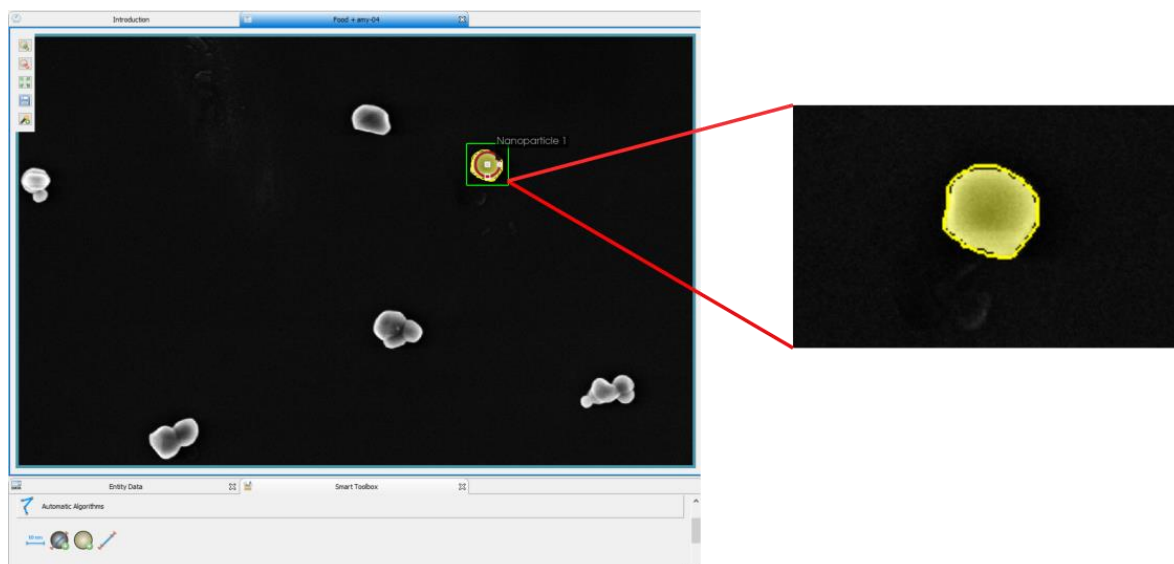 Introduction
Food + amy-04
Nanoparticle 1
Entity Data
Smart Toolbox
Automatic Algorithms